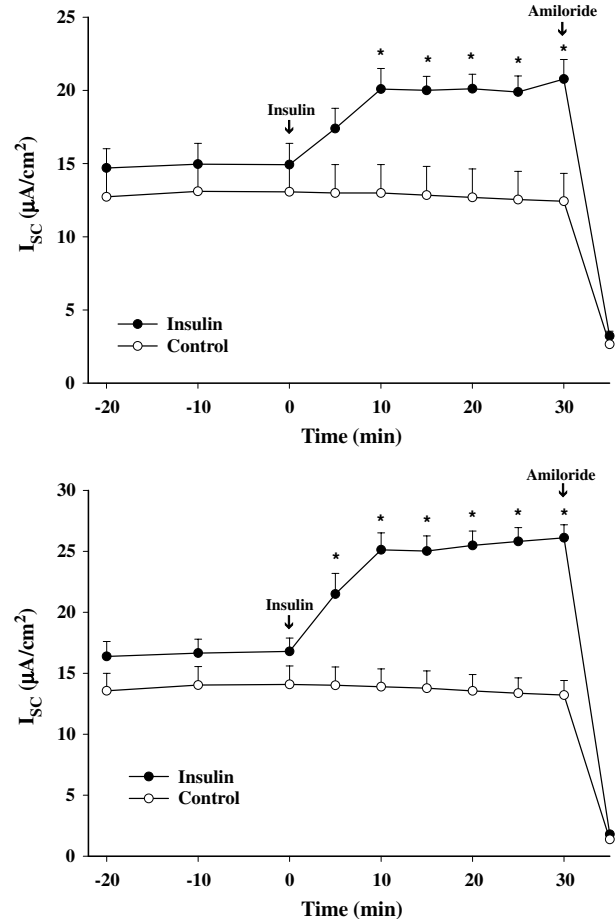 Amiloride
25
* * * * *
20
Insulin
15
10
5
0
I_SC (µA/cm²)
Insulin
Control
-20 -10 0 10 20 30
Time (min)
Amiloride
30
* * * * * *
25
20
Insulin
15
10
5
0
I_SC (µA/cm²)
Insulin
Control
-20 -10 0 10 20 30
Time (min)